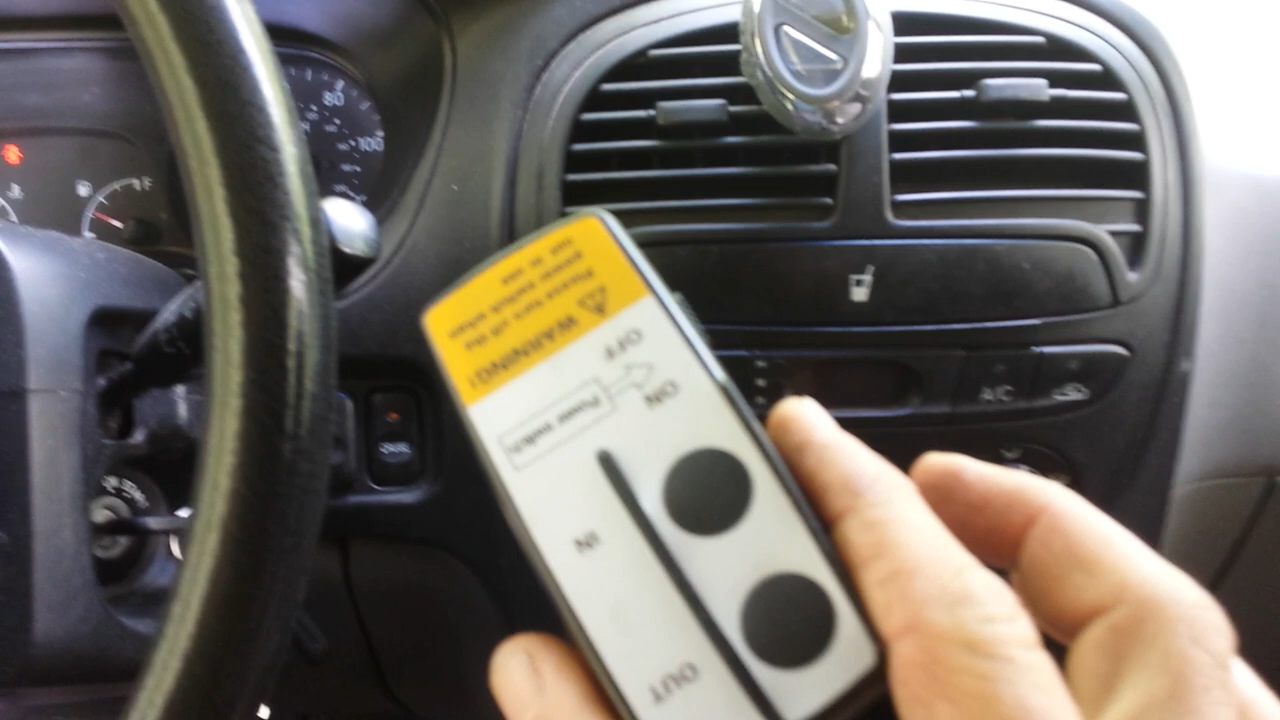 80
100
F
WARNING!
Please turn off the
power switch when
not in use
OFF
ON
Power switch
IN
OUT
A/C